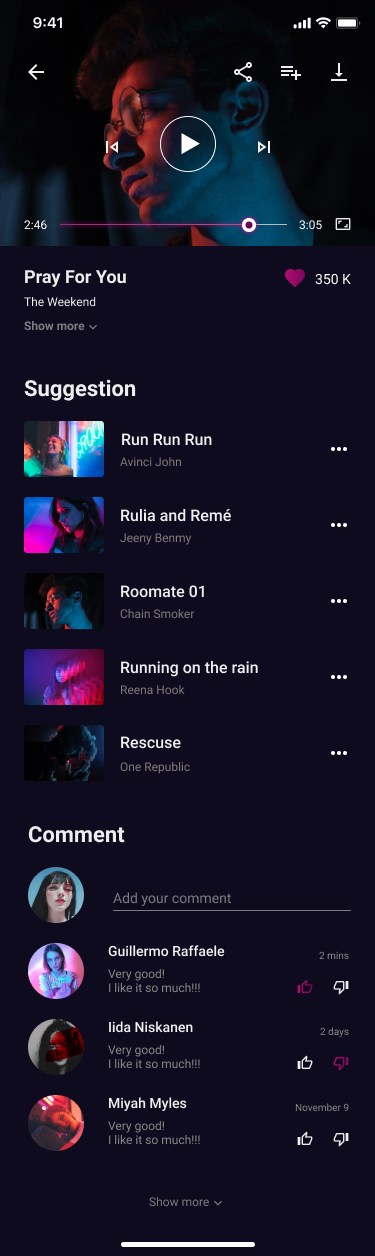 9:41
2:46
3:05
Pray For You
350 K
The Weekend
Show more
Suggestion
Run Run Run
Avinci John
Rulia and Remé
Jeeny Benmy
Roomate 01
Chain Smoker
Running on the rain
Reena Hook
Rescuse
One Republic
Comment
Add your comment
Guillermo Raffaele
2 mins
Very good!
I like it so much!!!
Iida Niskanen
2 days
Very good!
I like it so much!!!
Miyah Myles
November 9
Very good!
I like it so much!!!
Show more